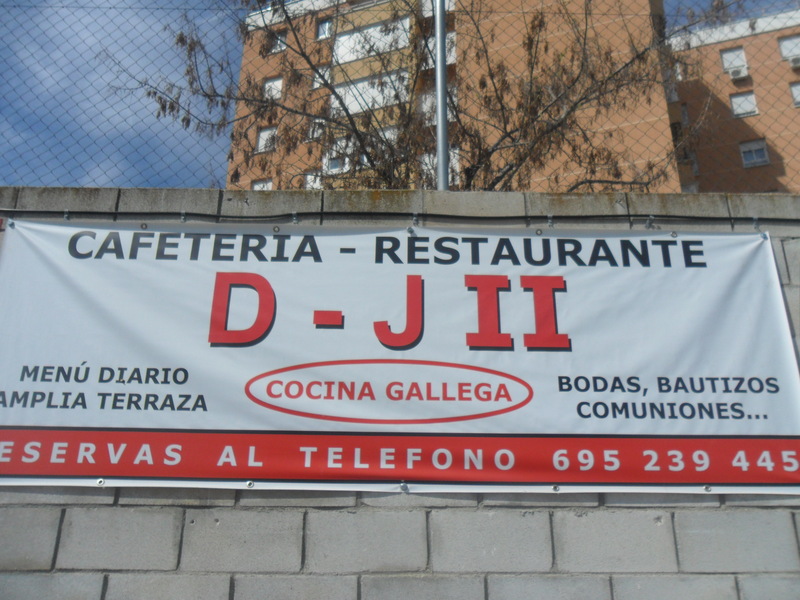 CAFETERIA - RESTAURANTE
D - J II
MENÚ DIARIO
AMPLIA TERRAZA
COCINA GALLEGA
BODAS, BAUTIZOS
COMUNIONES...
ESERVAS AL TELEFONO 695 239 445